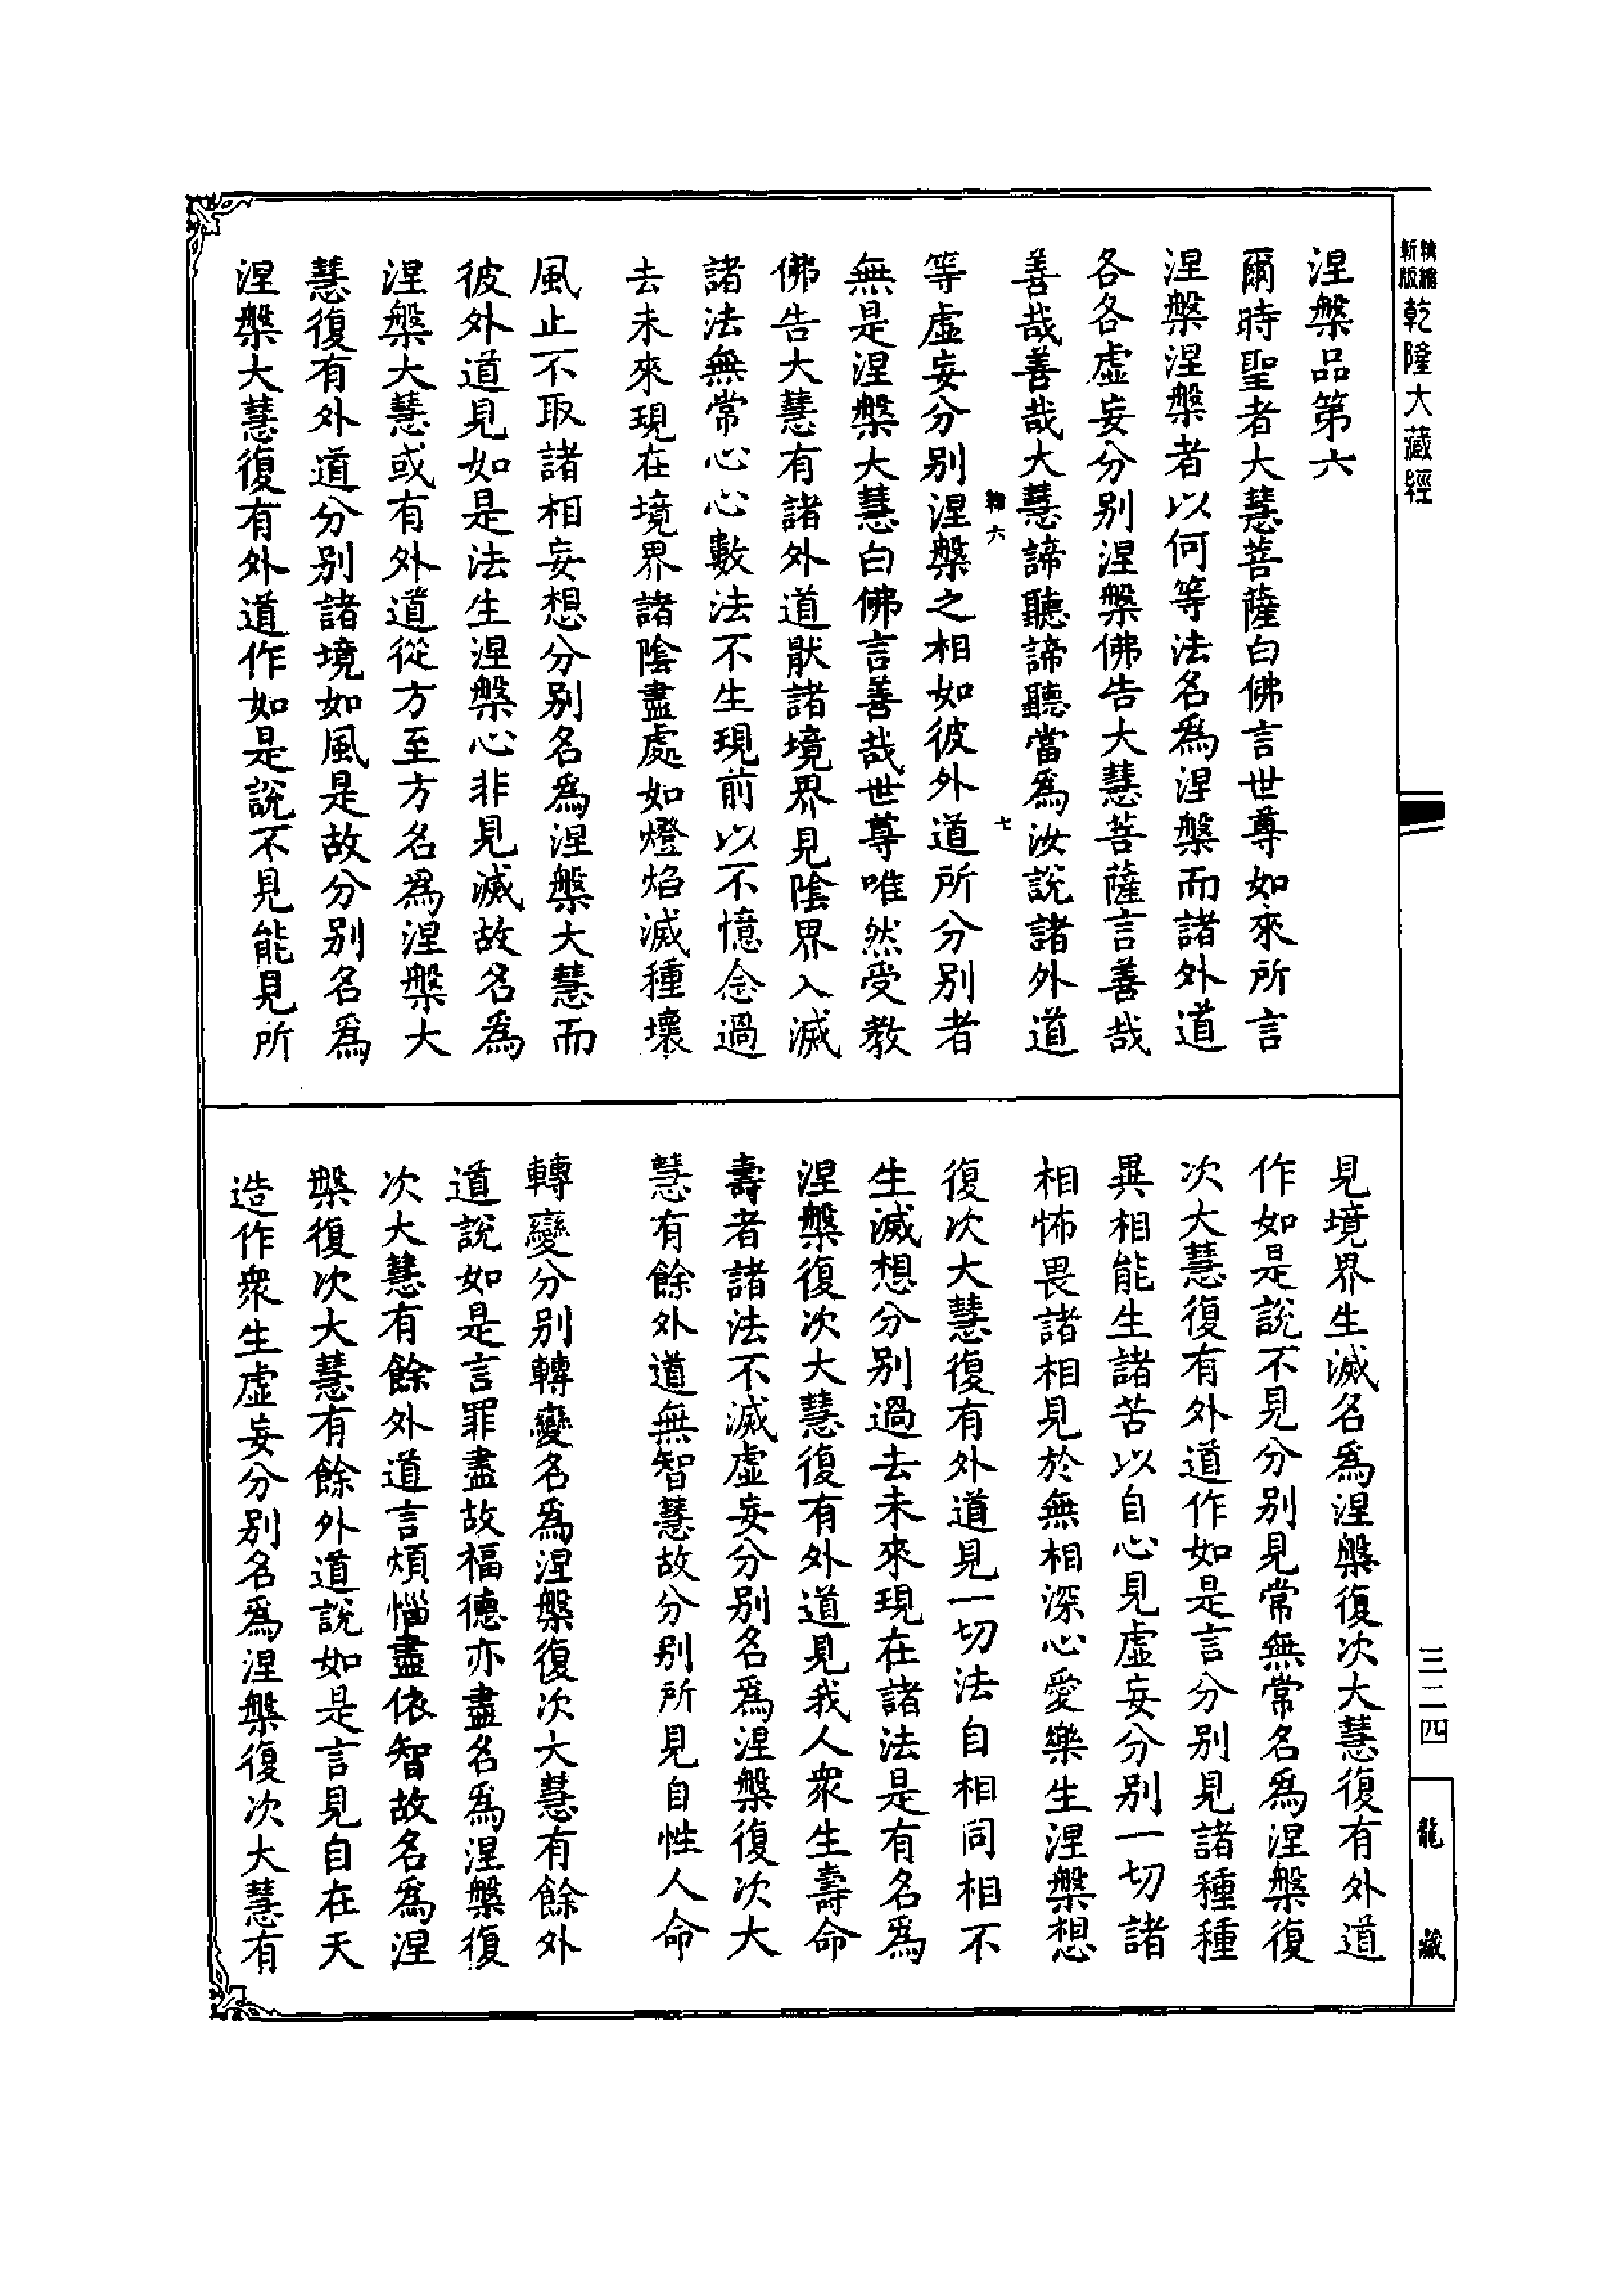 精縮
新版
乾隆大藏經
涅槃品第六
爾時聖者大慧菩薩白佛言世尊如來所言
涅槃涅槃者以何等法名爲涅槃而諸外道
各各虛妄分別涅槃佛告大慧菩薩言善哉
善哉善哉大慧諦聽諦聽當爲汝說諸外道
等虛妄分別涅槃之相如彼外道所分別者
無是涅槃大慧白佛言善哉世尊唯然受教
佛告大慧有諸外道猒諸境界見陰界入滅
諸法無常心心數法不生現前以不憶念過
去未來現在境界諸陰盡處如燈焰滅種壞
風止不取諸相妄想分別名爲涅槃大慧而
彼外道見如是法生涅槃心非見滅故名爲
涅槃大慧或有外道從方至方名爲涅槃大
慧復有外道分別諸境如風是故分別名爲
涅槃大慧復有外道作如是說不見能見所
見境界生滅名爲涅槃復次大慧復有外道
作如是說不見分別見常無常名爲涅槃復
次大慧復有外道作如是言分別見諸種種
異相能生諸苦以自心見虛妄分別一切諸
相怖畏諸相見於無相深心愛樂生涅槃想
復次大慧復有外道見一切法自相同相不
生滅想分別過去未來現在諸法是有名爲
涅槃復次大慧復有外道見我人衆生壽命
壽者諸法不滅虛妄分別名爲涅槃復次大
慧有餘外道無智慧故分別所見自性人命
轉變分別轉變名爲涅槃復次大慧有餘外
道說如是言罪盡故福德亦盡名爲涅槃復
次大慧有餘外道言煩惱盡依智故名爲涅
槃復次大慧有餘外道說如是言見自在天
造作衆生虛妄分別名爲涅槃復次大慧有
六
七
三二四
龍藏